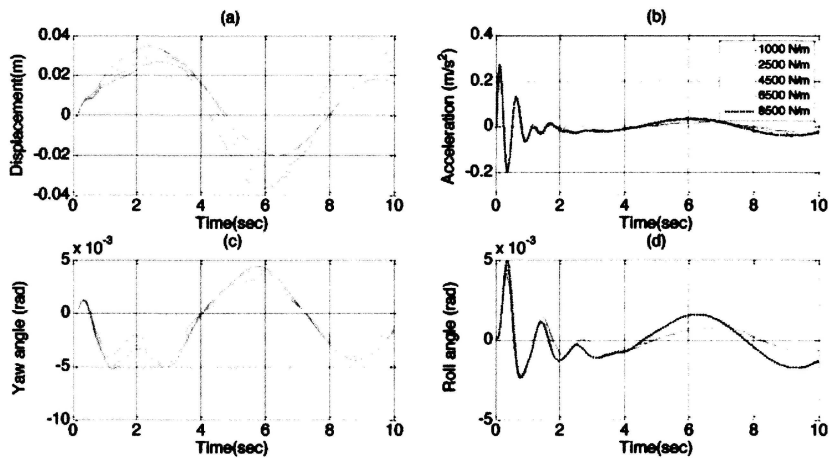 (a)
Displacement(m)
0.04
0.02
0
-0.02
-0.04
0 2 4 6 8 10
Time(sec)
(b)
Acceleration (m/s²)
0.4
0.2
0
-0.2
0 2 4 6 8 10
Time(sec)
1000 N/m
2500 N/m
4500 N/m
6500 N/m
8500 N/m
(c)
x 10⁻³
Yaw angle (rad)
5
0
-5
-10
0 2 4 6 8 10
Time(sec)
(d)
x 10⁻³
Roll angle (rad)
5
0
-5
0 2 4 6 8 10
Time(sec)